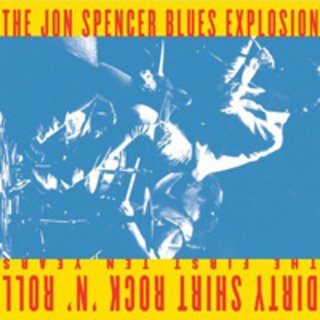 THE JON SPENCER BLUES EXPLOSION
DIRTY SHIRT ROCK 'N' ROLL
THE FIRST TEN YEARS